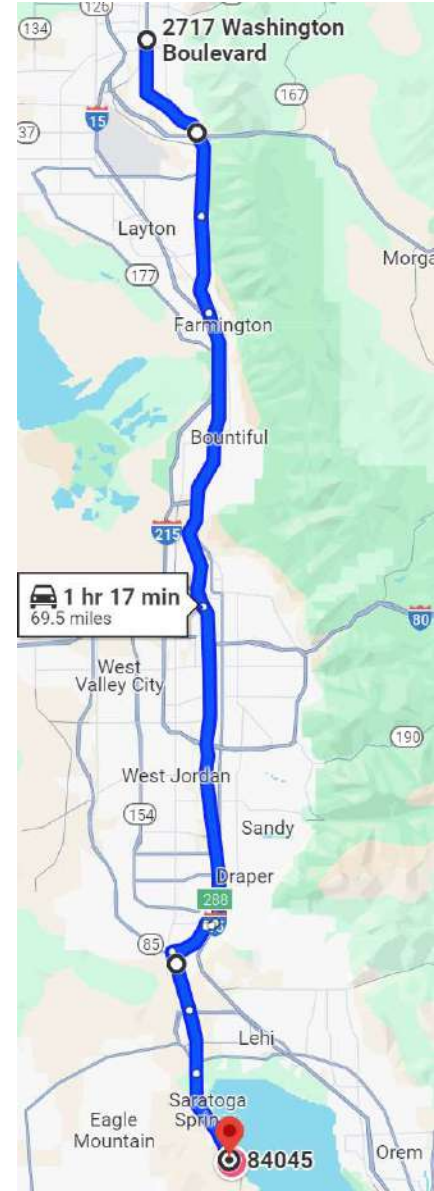 126
134
2717 Washington
Boulevard
167
15
37
Layton
Morga
177
Farmington
Bountiful
215
1 hr 17 min
69.5 miles
80
West
Valley City
190
West Jordan
154
Sandy
Draper
288
85
Lehi
Saratoga
Sprin
Eagle
Mountain
84045
Orem